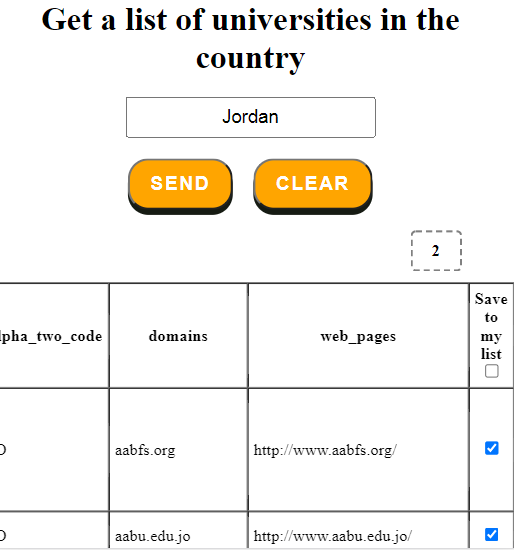 Get a list of universities in the
country
Jordan
SEND CLEAR
2
lpha_two_code domains web_pages Save
to
my
list
aabfs.org http://www.aabfs.org/
aabu.edu.jo http://www.aabu.edu.jo/